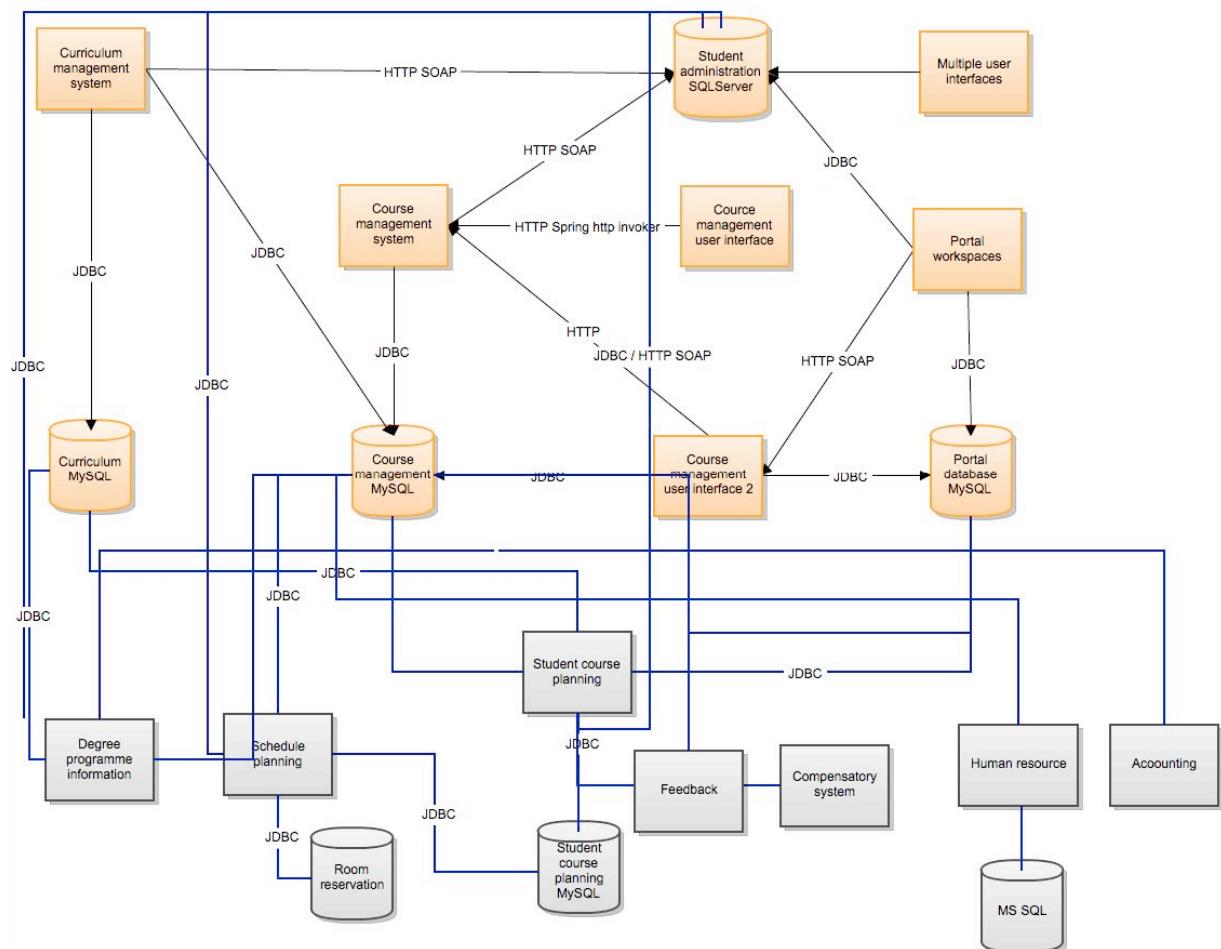 Curriculum
management
system
HTTP SOAP
Student
administration
SQLServer
Multiple user
interfaces
HTTP SOAP
JDBC
Course
management
system
HTTP Spring http invoker
Cource
management
user interface
Portal
workspaces
JDBC
JDBC
HTTP
JDBC
JDBC
JDBC
JDBC / HTTP SOAP
HTTP SOAP
JDBC
Curriculum
MySQL
Course
management
MySQL
JDBC
Course
management
user interface 2
JDBC
Portal
database
MySQL
JDBC
JDBC
JDBC
Student course
planning
JDBC
Degree
programme
information
Schedule
planning
JDBC
Feedback
Compensatory
system
Human resource
Acoounting
JDBC
JDBC
Room
reservation
Student
course
planning
MySQL
MS SQL